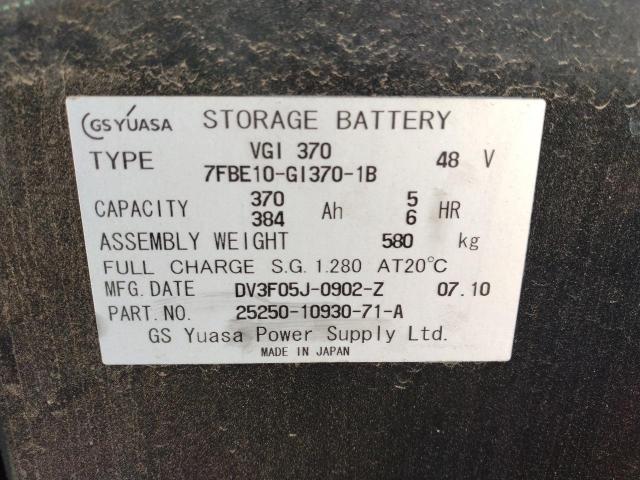 GS YUASA STORAGE BATTERY
TYPE VGI 370 48 V
7FBE10-GI370-1B
CAPACITY 370 Ah 5 HR
384 6
ASSEMBLY WEIGHT 580 kg
FULL CHARGE S.G. 1.280 AT20℃
MFG. DATE DV3F05J-0902-Z 07.10
PART. NO. 25250-10930-71-A
GS Yuasa Power Supply Ltd.
MADE IN JAPAN